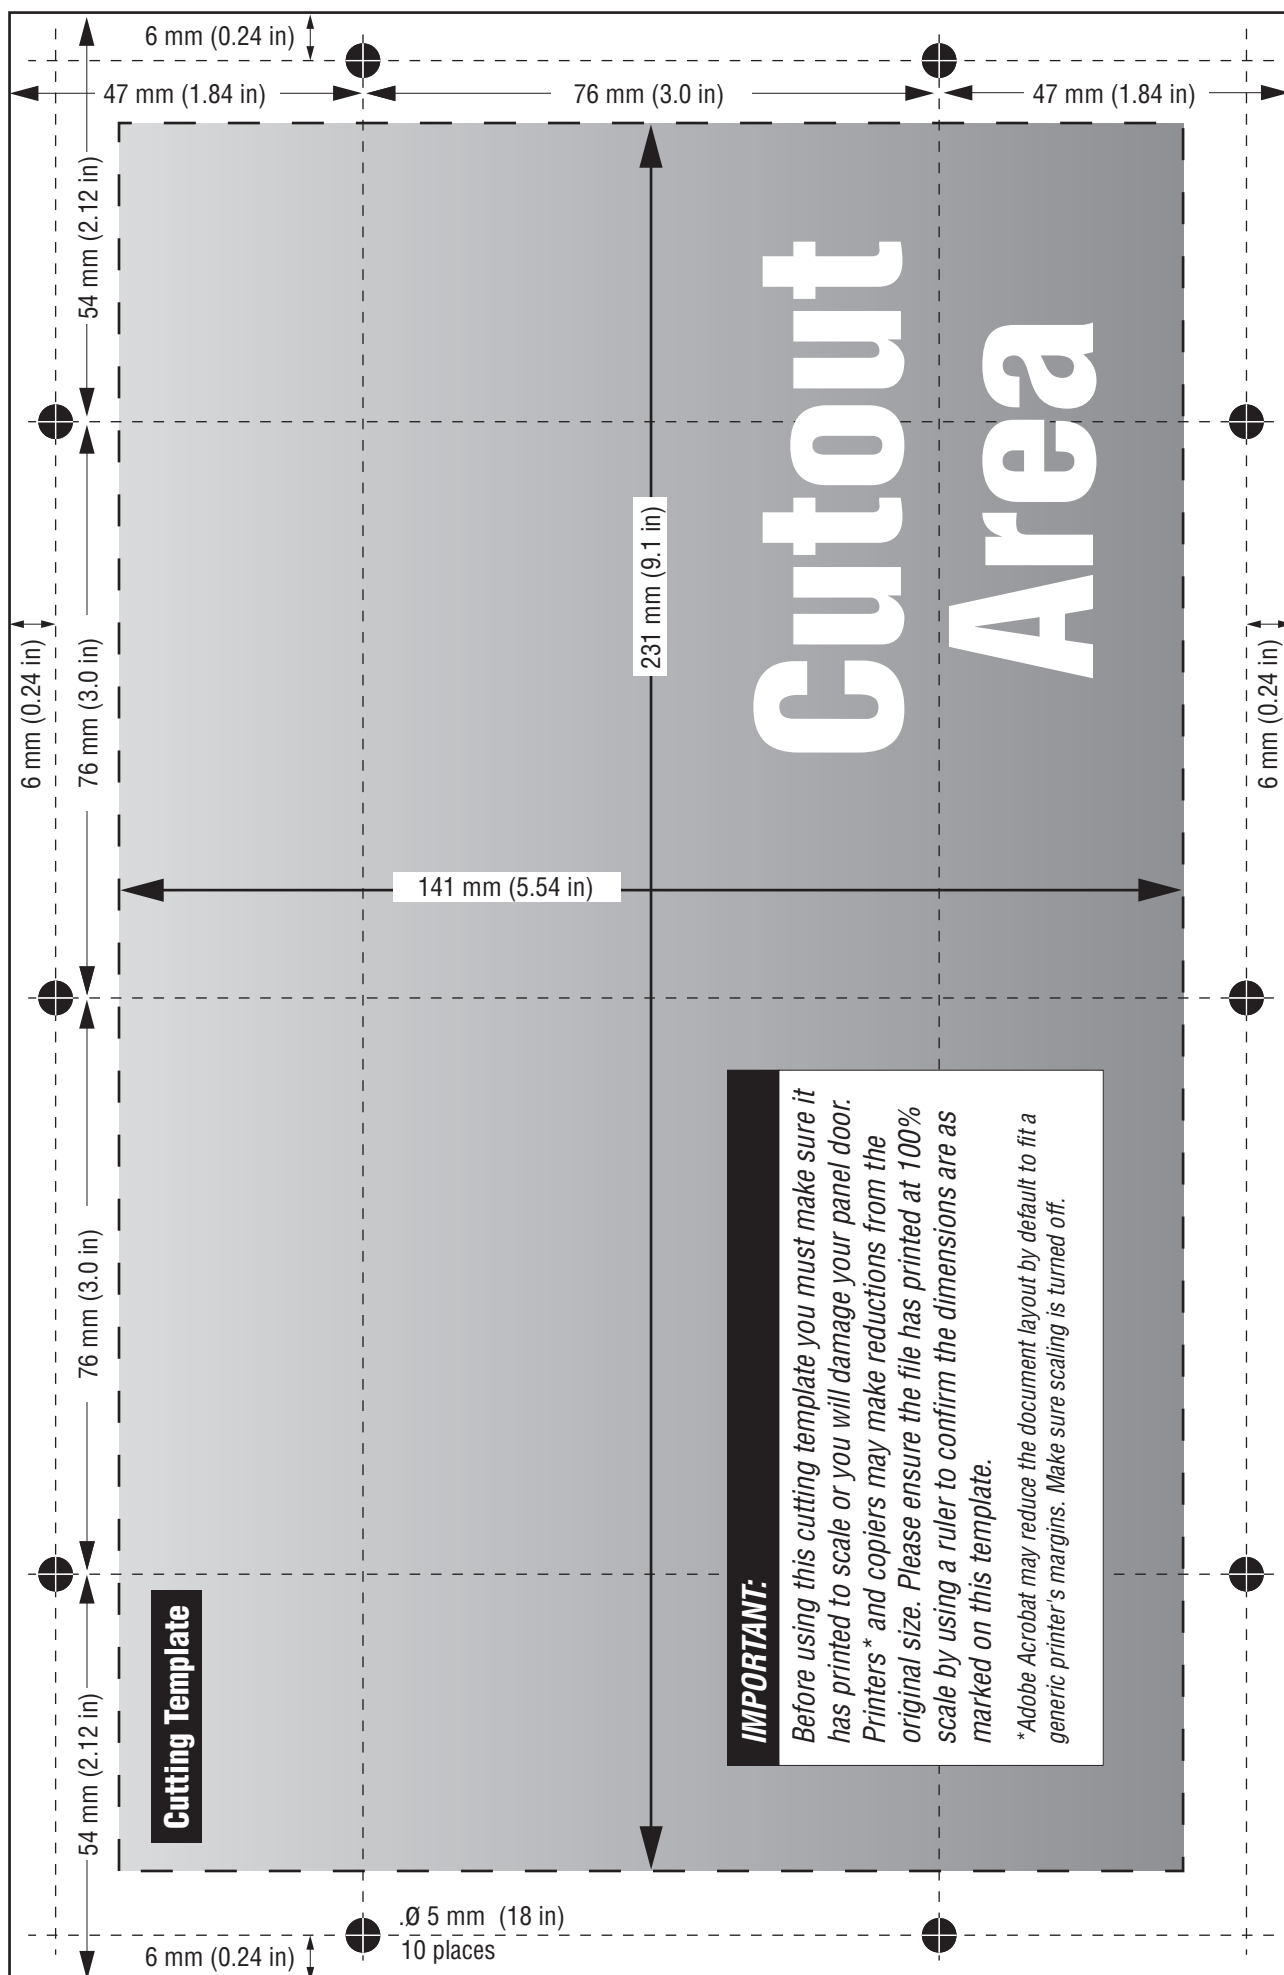 6 mm (0.24 in)
47 mm (1.84 in)
76 mm (3.0 in)
47 mm (1.84 in)
54 mm (2.12 in)
Cutout
Area
231 mm (9.1 in)
6 mm (0.24 in)
76 mm (3.0 in)
6 mm (0.24 in)
141 mm (5.54 in)
76 mm (3.0 in)
IMPORTANT:
Before using this cutting template you must make sure it
has printed to scale or you will damage your panel door.
Printers* and copiers may make reductions from the
original size. Please ensure the file has printed at 100%
scale by using a ruler to confirm the dimensions are as
marked on this template.
*Adobe Acrobat may reduce the document layout by default to fit a
generic printer's margins. Make sure scaling is turned off.
Cutting Template
54 mm (2.12 in)
.Ø 5 mm (18 in)
10 places
6 mm (0.24 in)